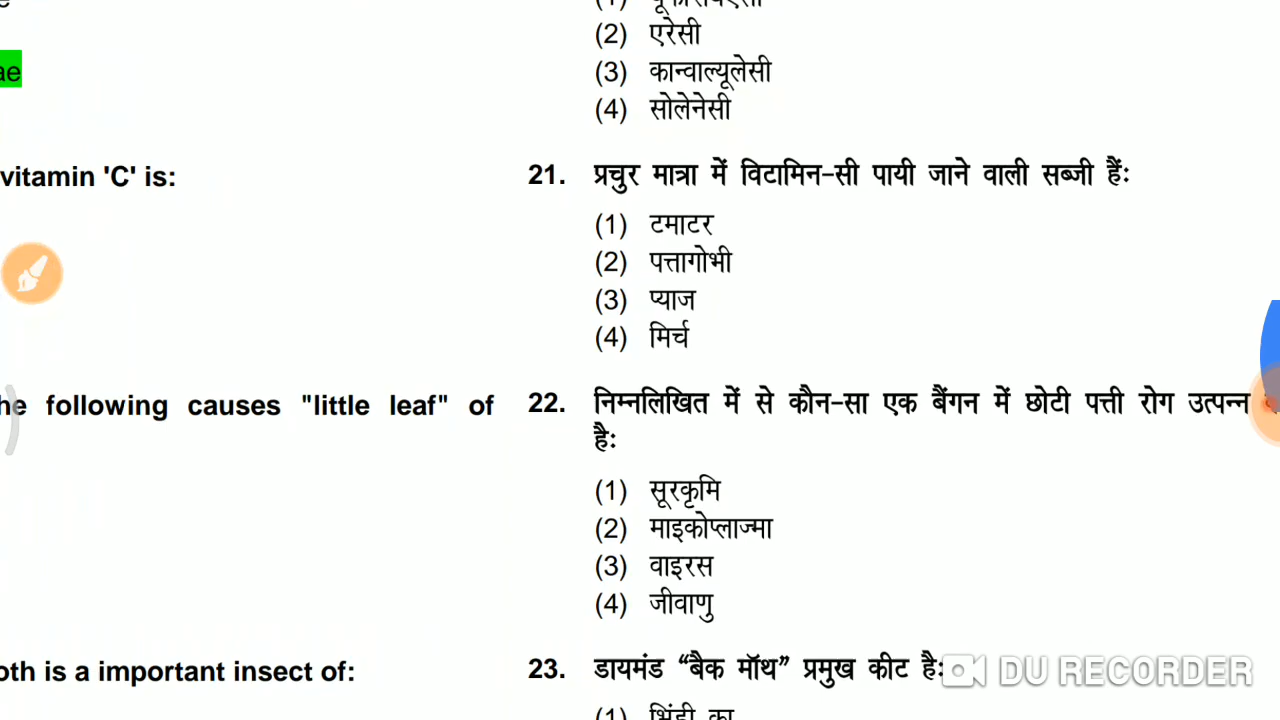 (2) एरेसी
ae
(3) कान्वाल्यूलेसी
(4) सोलेनेसी
vitamin 'C' is:
21. प्रचुर मात्रा में विटामिन-सी पायी जाने वाली सब्जी हैंः
(1) टमाटर
(2) पत्तागोभी
(3) प्याज
(4) मिर्च
he following causes "little leaf" of
22. निम्नलिखित में से कौन-सा एक बैंगन में छोटी पत्ती रोग उत्पन्न
हैः
(1) सूरकृमि
(2) माइकोप्लाज्मा
(3) वाइरस
(4) जीवाणु
oth is a important insect of:
23. डायमंड “बैक मॉथ” प्रमुख कीट हैः
DU RECORDER
(1) भिंडी का